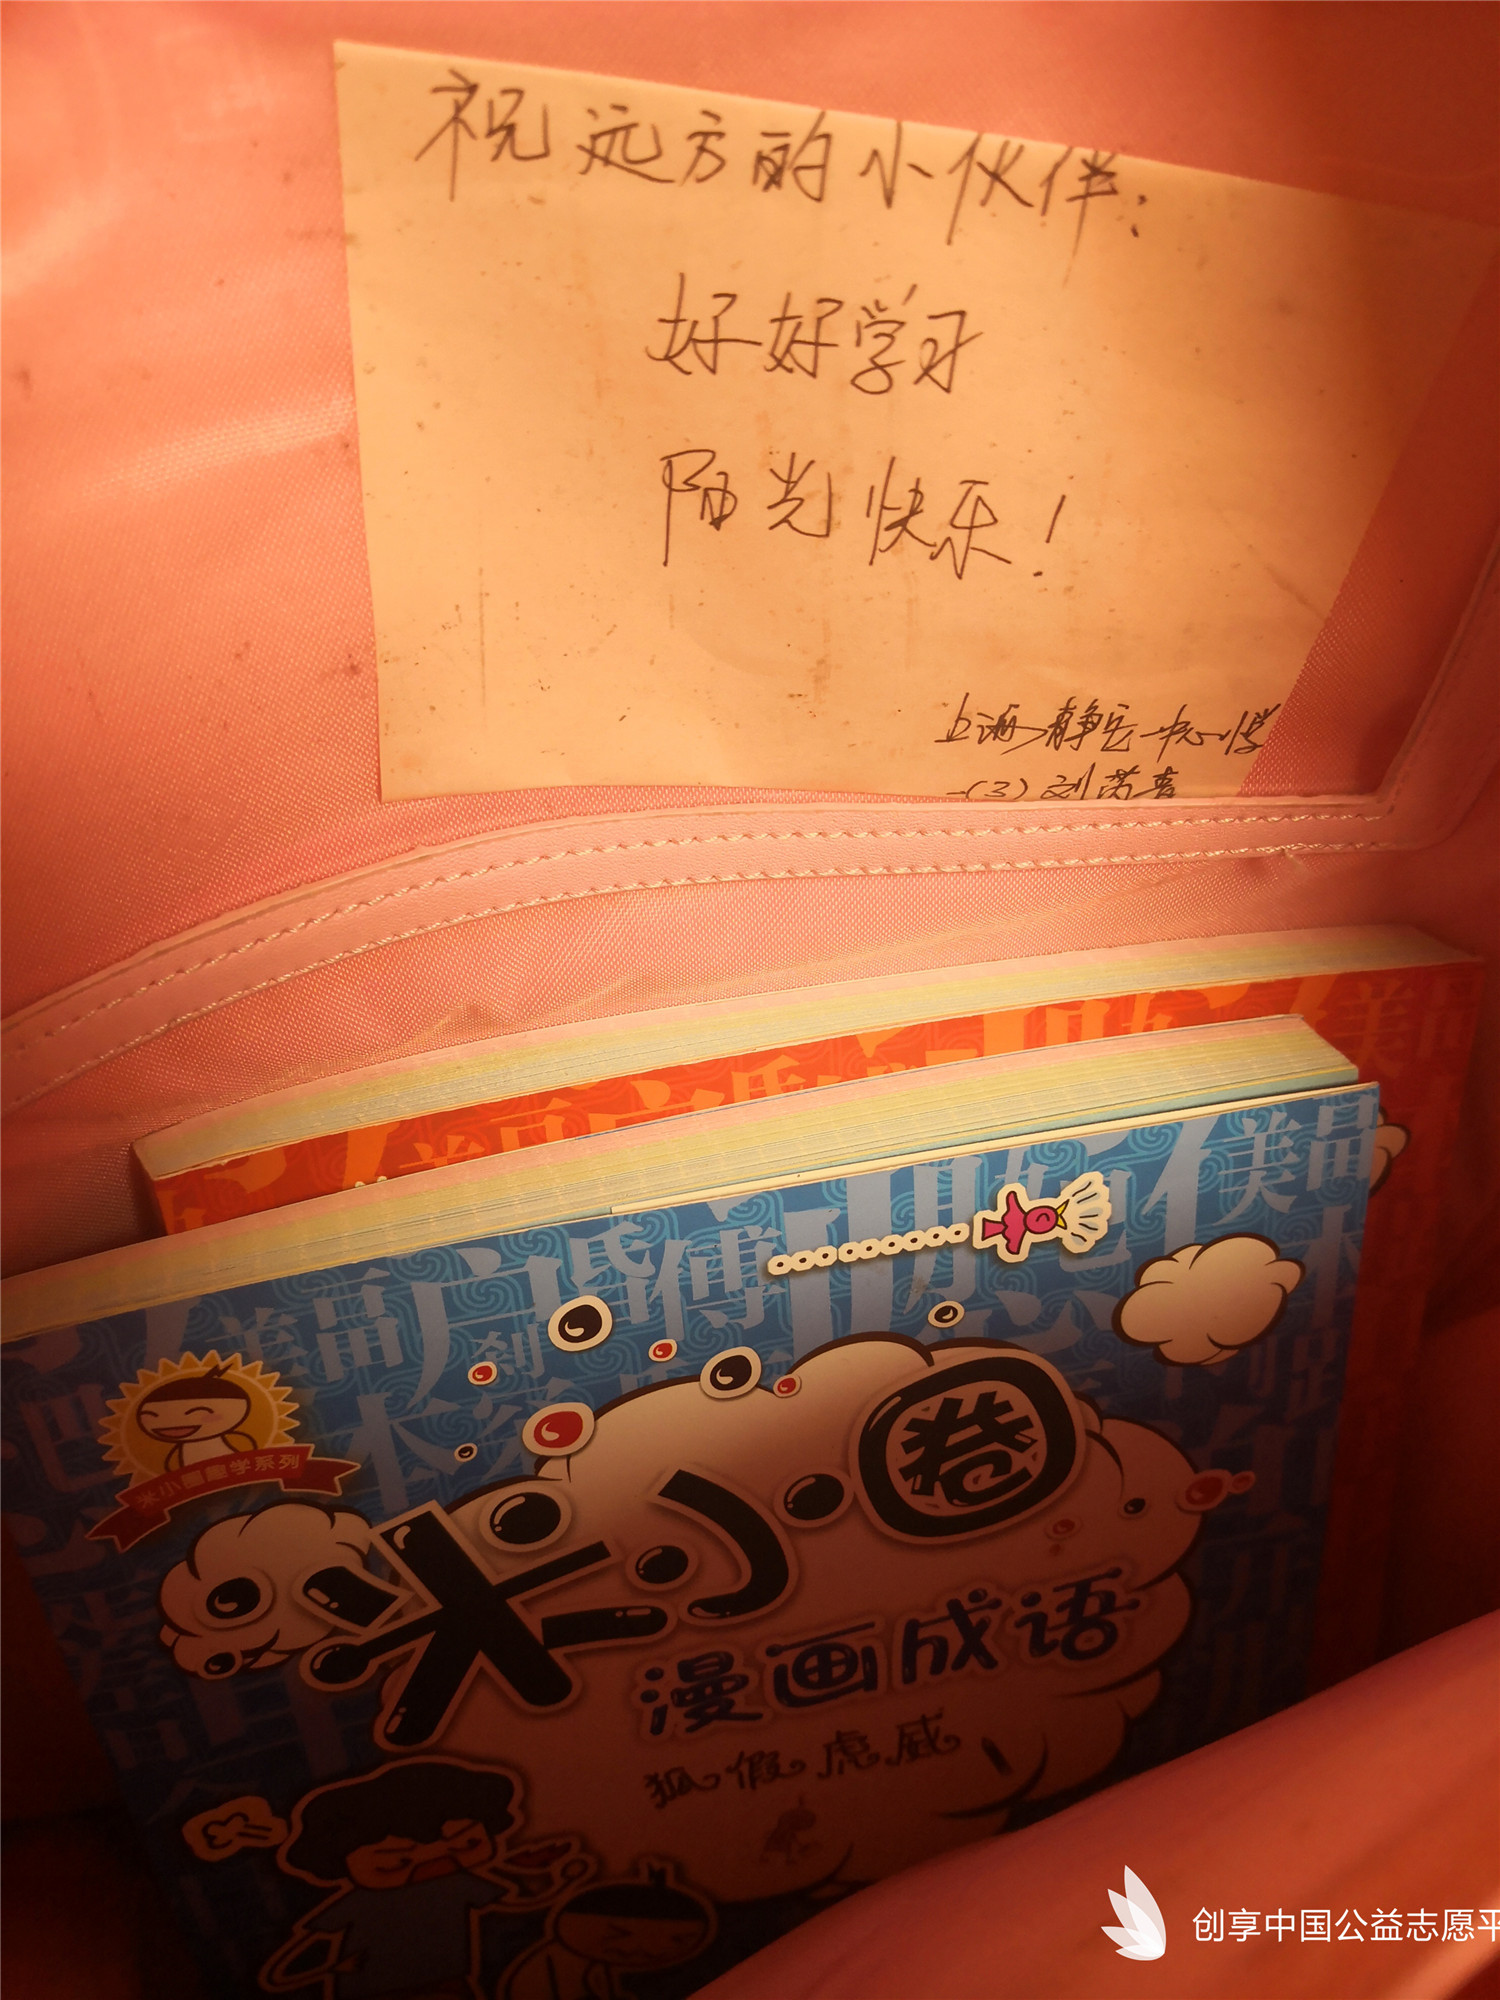 祝远方的小伙伴：
好好学习
阳光快乐！
上海静安一中心小学
一(3) 刘芮
米小圈趣学系列
米小圈
漫画成语
狐假虎威
创享中国公益志愿平